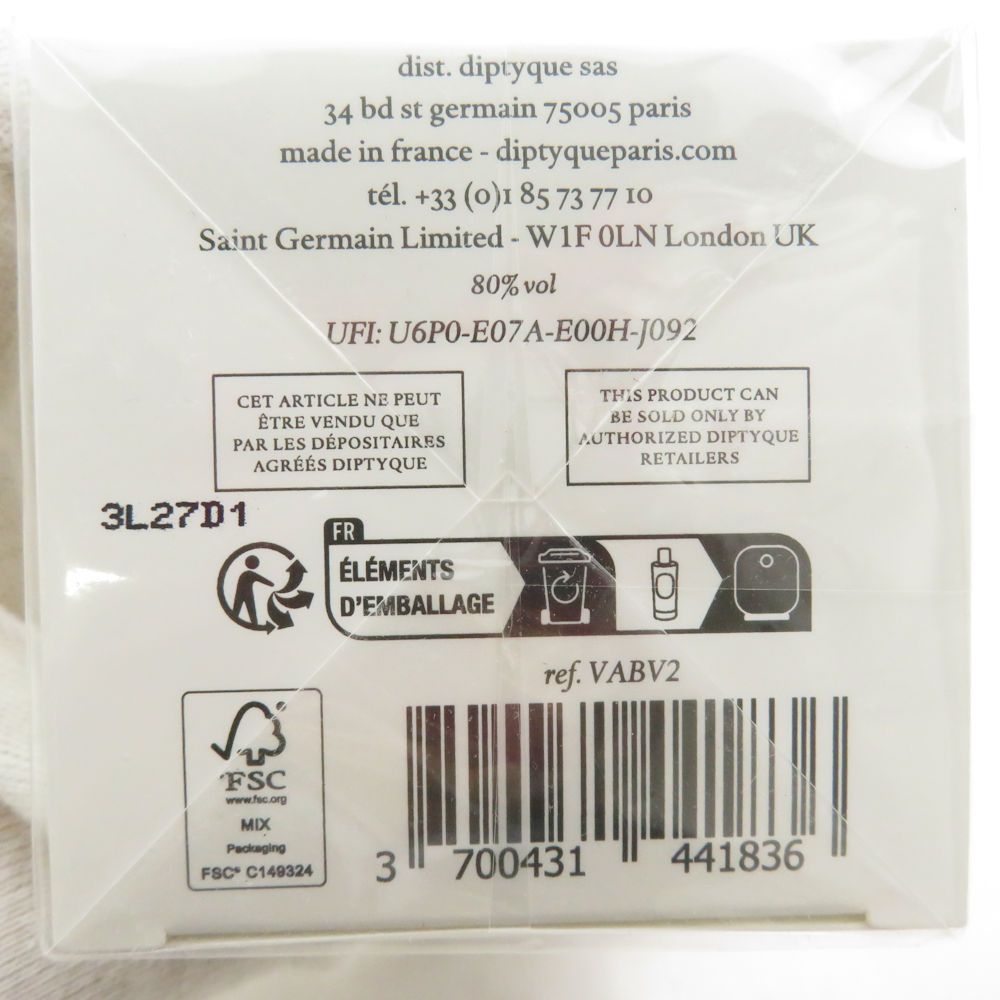 dist. diptyque sas
34 bd st germain 75005 paris
made in france - diptyqueparis.com
tél. +33 (0)1 85 73 77 10
Saint Germain Limited - W1F 0LN London UK
80% vol
UFI: U6P0-E07A-E00H-J092
CET ARTICLE NE PEUT
ÊTRE VENDU QUE
PAR LES DÉPOSITAIRES
AGRÉÉS DIPTYQUE
THIS PRODUCT CAN
BE SOLD ONLY BY
AUTHORIZED DIPTYQUE
RETAILERS
3L27D1
FR
ÉLÉMENTS
D'EMBALLAGE
ref. VABV2
FSC
www.fsc.org
MIX
Packaging
FSC® C149324
3 700431 441836